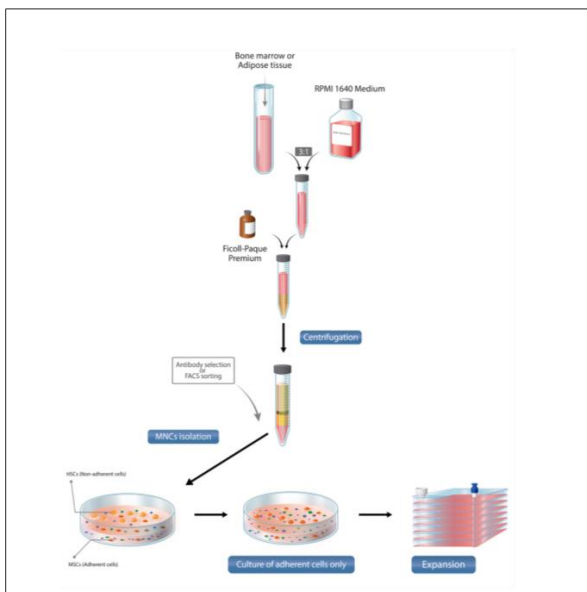 Bone marrow or
Adipose tissue
RPMI 1640 Medium
3:1
Ficoll-Paque
Premium
Centrifugation
Antibody selection
or
FACS sorting
MNCs Isolation
HSCs (Non-adherent cells)
MSCs (Adherent cells)
Culture of adherent cells only
Expansion